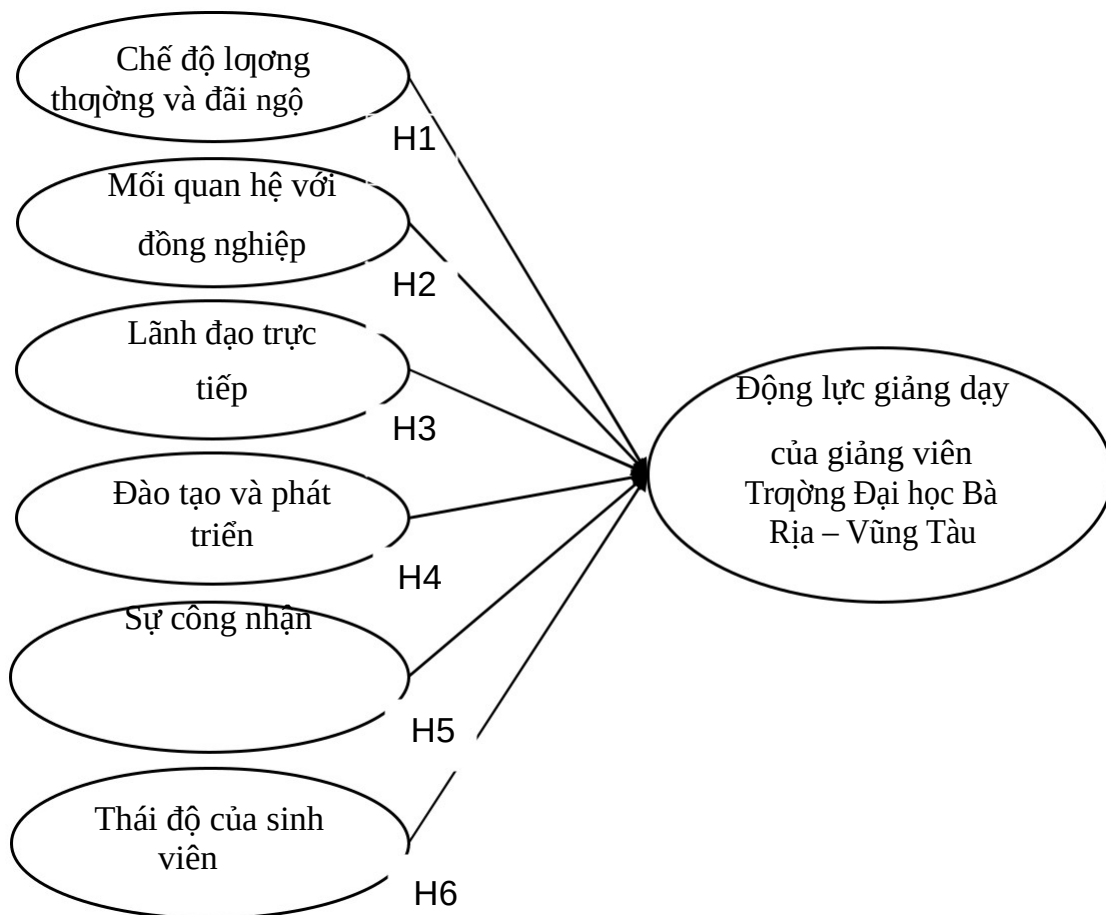 Chế độ lƣơng
thƣờng và đãi ngộ
H1
Mối quan hệ với
đồng nghiệp
H2
Lãnh đạo trực
tiếp
H3
Đào tạo và phát
triển
H4
Sự công nhận
H5
Thái độ của sinh
viên
H6
Động lực giảng dạy
của giảng viên
Trƣờng Đại học Bà
Rịa – Vũng Tàu